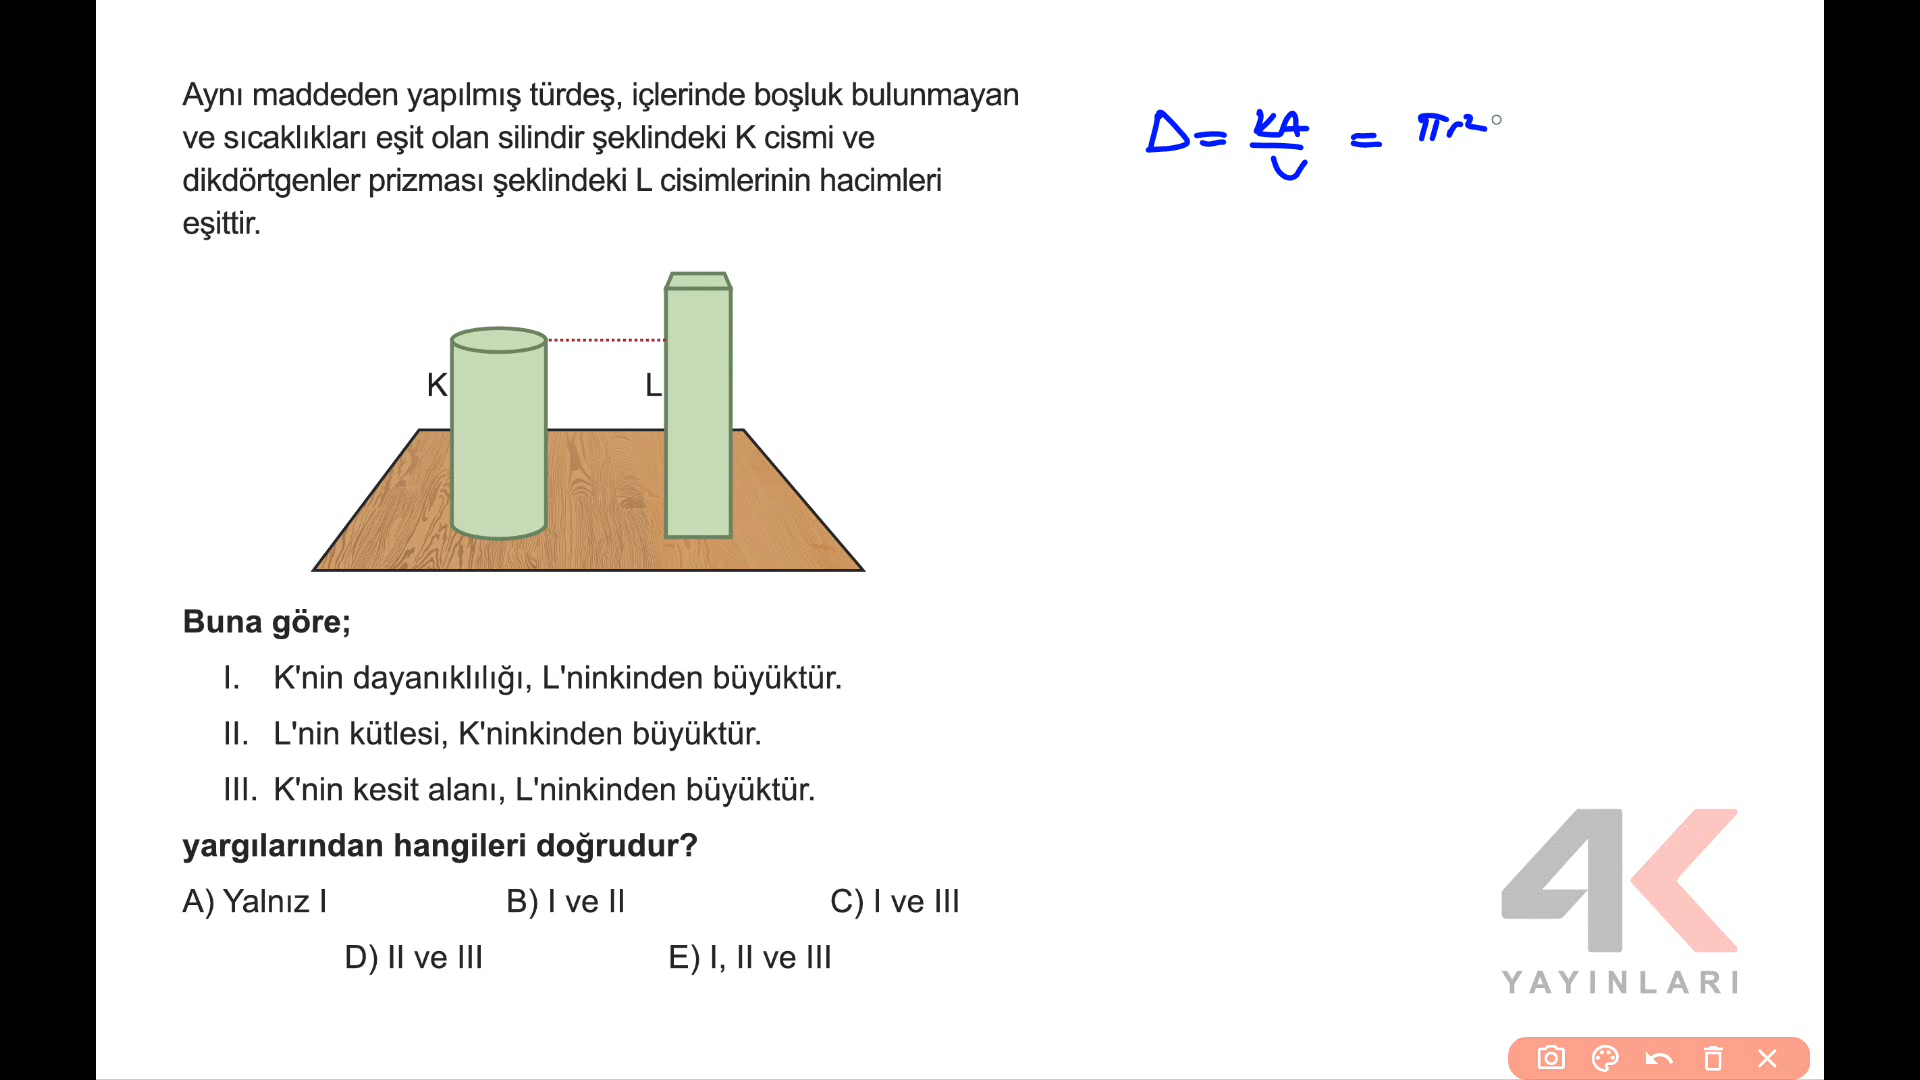 Aynı maddeden yapılmış türdeş, içlerinde boşluk bulunmayan
ve sıcaklıkları eşit olan silindir şeklindeki K cismi ve
dikdörtgenler prizması şeklindeki L cisimlerinin hacimleri
eşittir.
D = KA / V = πr²
K
L
Buna göre;
I. K'nin dayanıklılığı, L'ninkinden büyüktür.
II. L'nin kütlesi, K'ninkinden büyüktür.
III. K'nin kesit alanı, L'ninkinden büyüktür.
yargılarından hangileri doğrudur?
A) Yalnız I B) I ve II C) I ve III
D) II ve III E) I, II ve III
4K
YAYINLARI